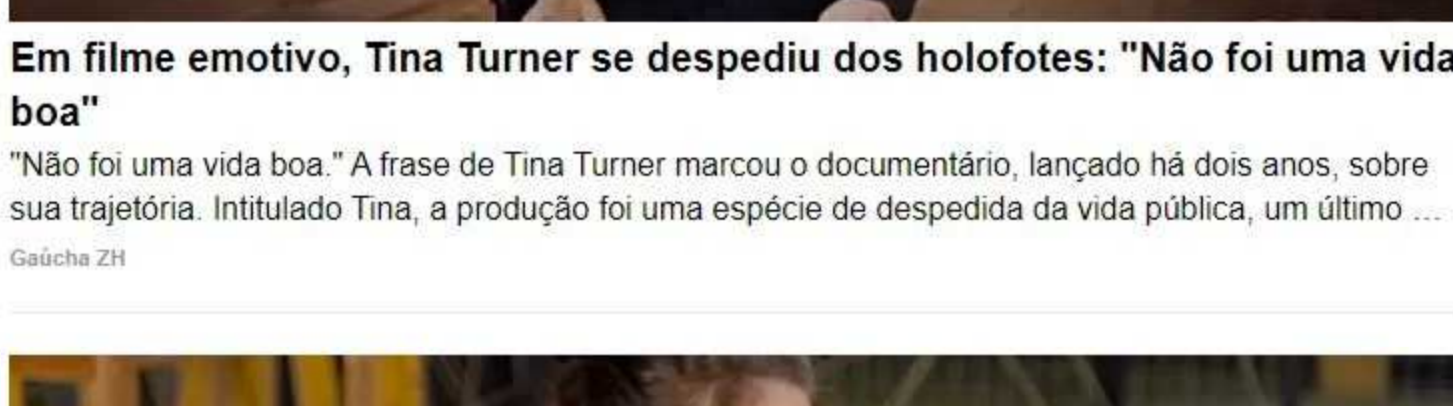 Em filme emotivo, Tina Turner se despediu dos holofotes: "Não foi uma vida
boa"
"Não foi uma vida boa." A frase de Tina Turner marcou o documentário, lançado há dois anos, sobre
sua trajetória. Intitulado Tina, a produção foi uma espécie de despedida da vida pública, um último ...
Gaúcha ZH